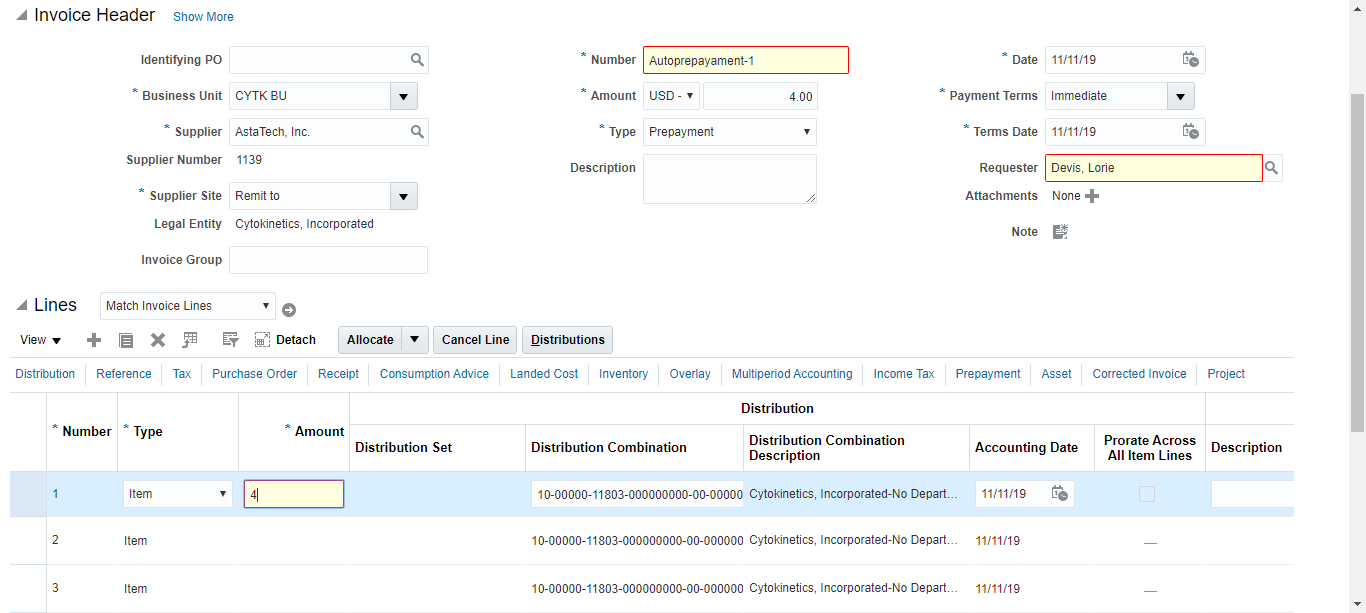 Invoice Header Show More
Identifying PO * Number Autoprepayament-1 * Date 11/11/19
* Business Unit CYTK BU * Amount USD - 4.00 * Payment Terms Immediate
* Supplier AstaTech, Inc. * Type Prepayment * Terms Date 11/11/19
Supplier Number 1139 Description Requester Devis, Lorie
* Supplier Site Remit to Attachments None
Legal Entity Cytokinetics, Incorporated Note
Invoice Group
Lines Match Invoice Lines
View Detach Allocate Cancel Line Distributions
Distribution Reference Tax Purchase Order Receipt Consumption Advice Landed Cost Inventory Overlay Multiperiod Accounting Income Tax Prepayment Asset Corrected Invoice Project
Distribution
* Number * Type * Amount Distribution Set Distribution Combination Distribution Combination Description Accounting Date Prorate Across All Item Lines Description
1 Item 4 10-00000-11803-000000000-00-00000 Cytokinetics, Incorporated-No Depart... 11/11/19
2 Item 10-00000-11803-000000000-00-000000 Cytokinetics, Incorporated-No Depart... 11/11/19 —
3 Item 10-00000-11803-000000000-00-000000 Cytokinetics, Incorporated-No Depart... 11/11/19 —